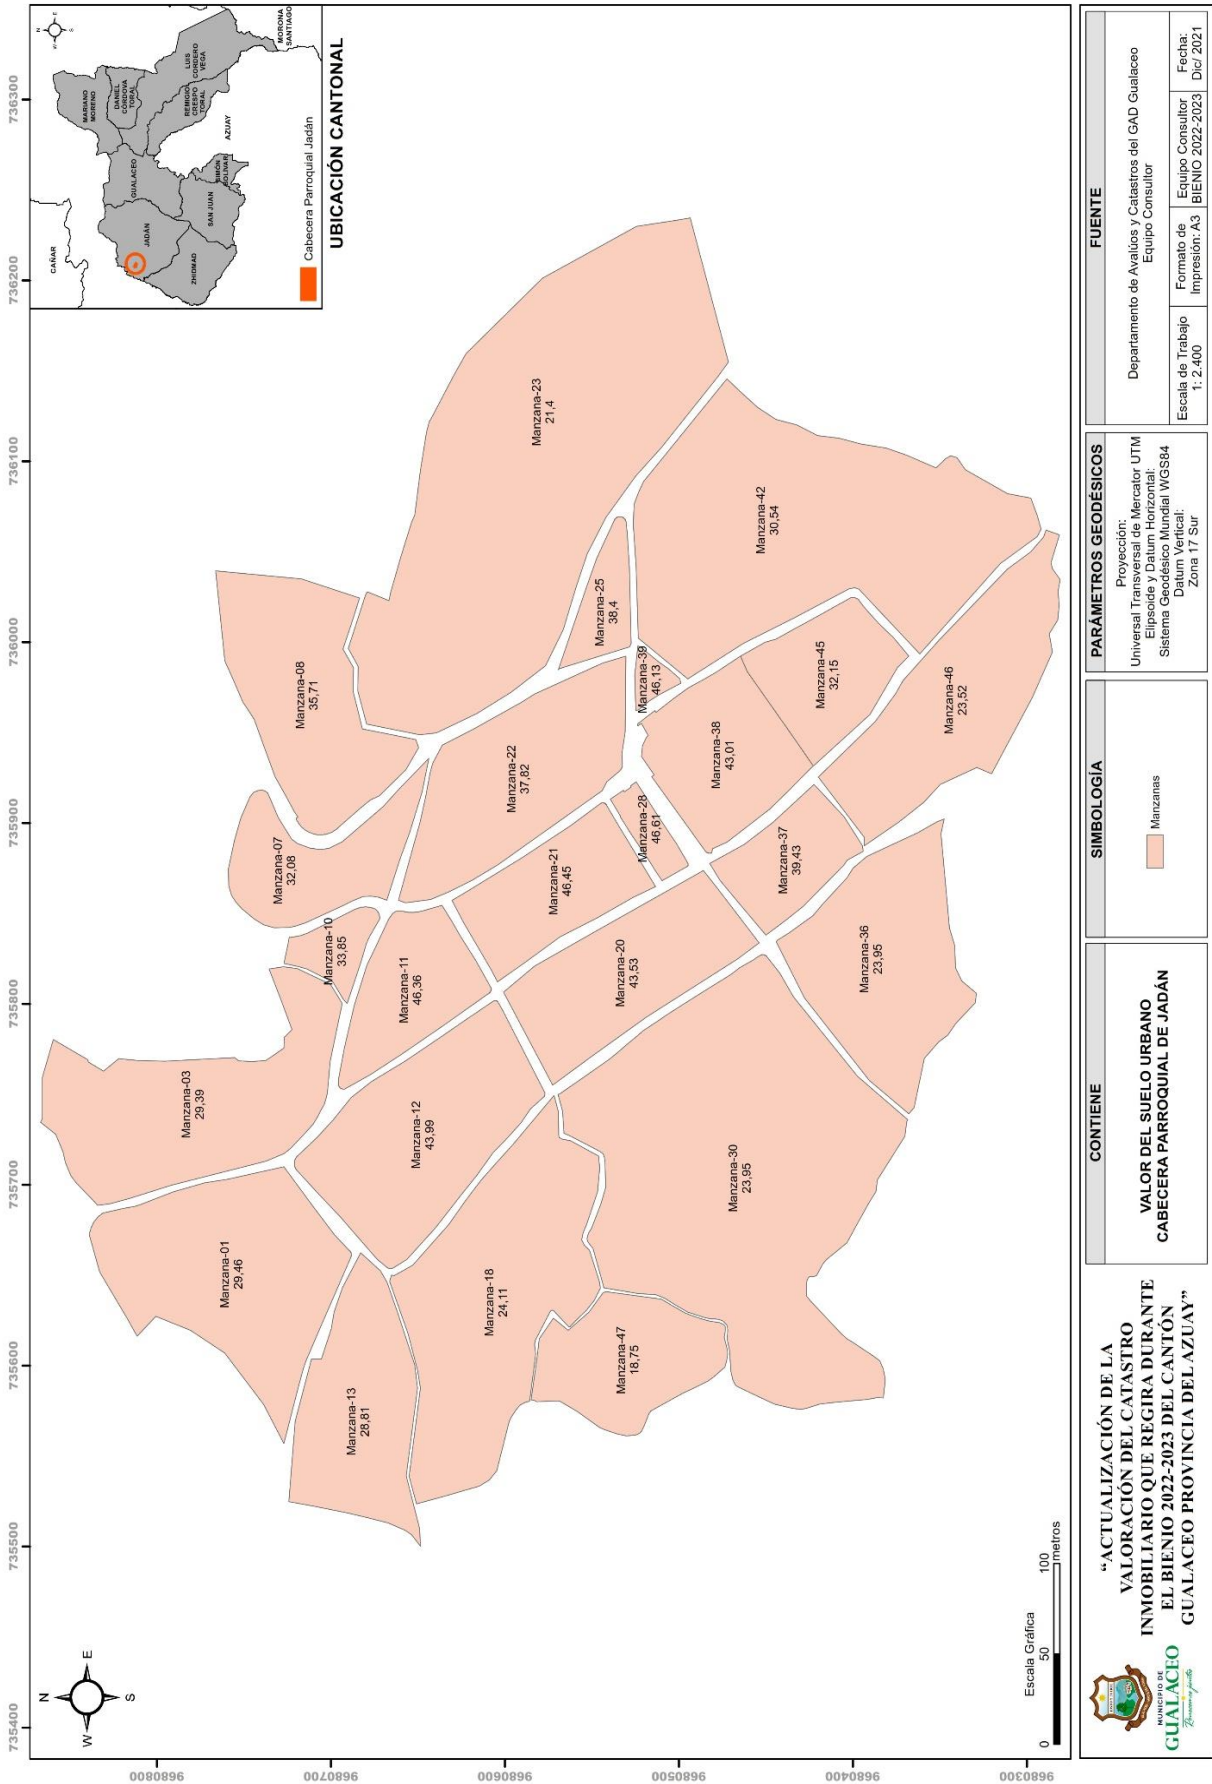 735400
735500
735600
735700
735800
735900
736000
736100
736200
736300
9680800
9680700
9680600
9680500
9680400
9680300
N
W
E
S
Manzana-01
29,46
Manzana-03
29,39
Manzana-07
32,08
Manzana-08
35,71
Manzana-10
33,85
Manzana-11
46,36
Manzana-12
43,99
Manzana-13
28,81
Manzana-18
24,11
Manzana-47
18,75
Manzana-30
23,95
Manzana-20
43,53
Manzana-21
46,45
Manzana-22
37,82
Manzana-23
21,4
Manzana-25
38,4
Manzana-28
46,61
Manzana-39
46,13
Manzana-38
43,01
Manzana-37
39,43
Manzana-36
23,95
Manzana-42
30,54
Manzana-45
32,15
Manzana-46
23,52
Escala Gráfica
0
50
100
metros
CAÑAR
MARIANO
MORENO
DANIEL
CÓRDOVA
TORAL
LUIS
CORDERO
VEGA
REMIGIO
CRESPO
TORAL
MORONA
SANTIAGO
GUALACEO
JADÁN
AZUAY
SIMÓN
BOLÍVAR
SAN JUAN
ZHIDMAD
Cabecera Parroquial Jadán
UBICACIÓN CANTONAL
MUNICIPIO DE
GUALACEO
“ACTUALIZACIÓN DE LA
VALORACIÓN DEL CATASTRO
INMOBILIARIO QUE REGIRA DURANTE
EL BIENIO 2022-2023 DEL CANTÓN
GUALACEO PROVINCIA DEL AZUAY”
CONTIENE
VALOR DEL SUELO URBANO
CABECERA PARROQUIAL DE JADÁN
SIMBOLOGÍA
Manzanas
PARÁMETROS GEODÉSICOS
Proyección:
Universal Transversal de Mercator UTM
Elipsoide y Datum Horizontal:
Sistema Geodésico Mundial WGS84
Datum Vertical:
Zona 17 Sur
FUENTE
Departamento de Avalúos y Catastros del GAD Gualaceo
Equipo Consultor
Escala de Trabajo
1: 2.400
Formato de
Impresión: A3
Equipo Consultor
BIENIO 2022-2023
Fecha:
Dic/ 2021